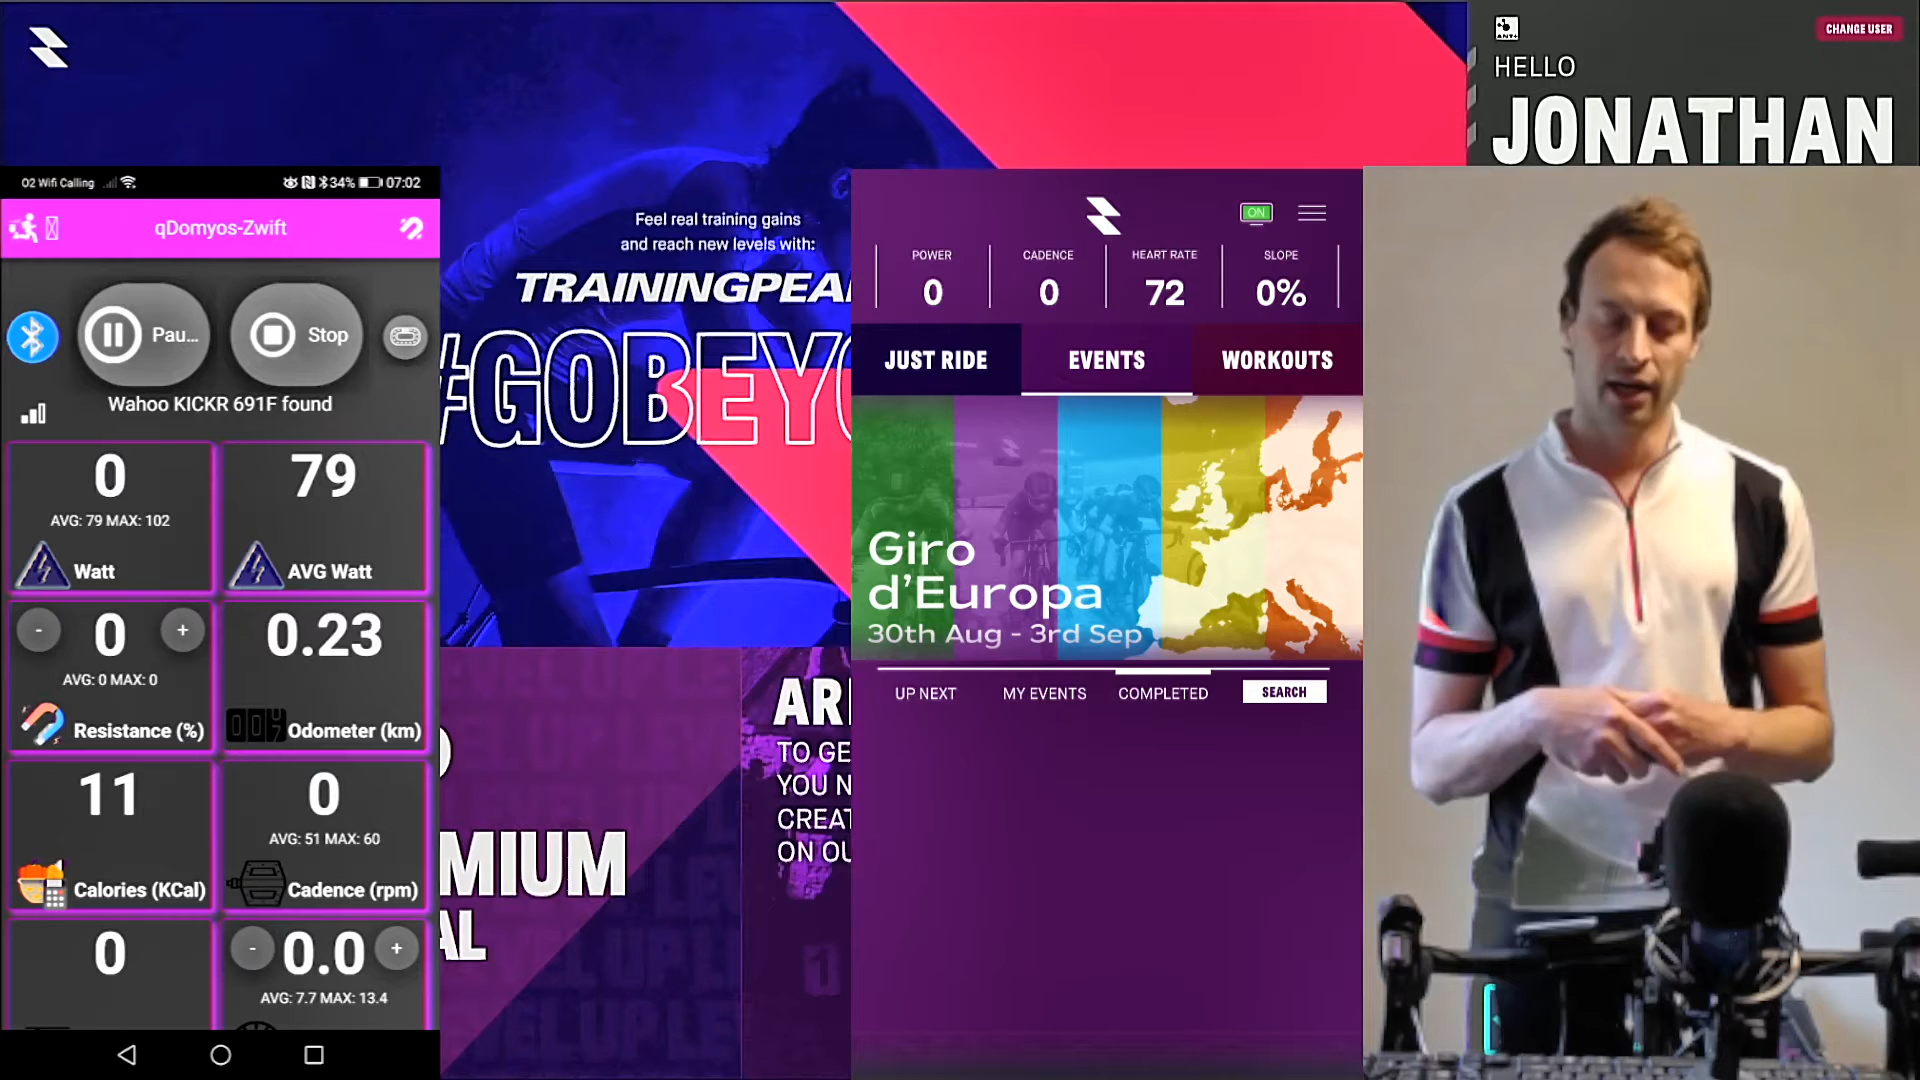 ANT+
CHANGE USER
HELLO
JONATHAN
O2 Wifi Calling
34%
07:02
qDomyos-Zwift
Pau...
Stop
Wahoo KICKR 691F found
0
AVG: 79 MAX: 102
Watt
79
AVG Watt
0
-
+
AVG: 0 MAX: 0
Resistance (%)
0.23
Odometer (km)
11
Calories (KCal)
0
AVG: 51 MAX: 60
Cadence (rpm)
0
-
0.0
+
AVG: 7.7 MAX: 13.4
Feel real training gains
and reach new levels with:
TRAININGPEA
#GOBEYO
MIUM
AL
AR
TO GE
YOU N
CREAT
ON OU
ON
POWER
0
CADENCE
0
HEART RATE
72
SLOPE
0%
JUST RIDE
EVENTS
WORKOUTS
Giro
d'Europa
30th Aug - 3rd Sep
UP NEXT
MY EVENTS
COMPLETED
SEARCH